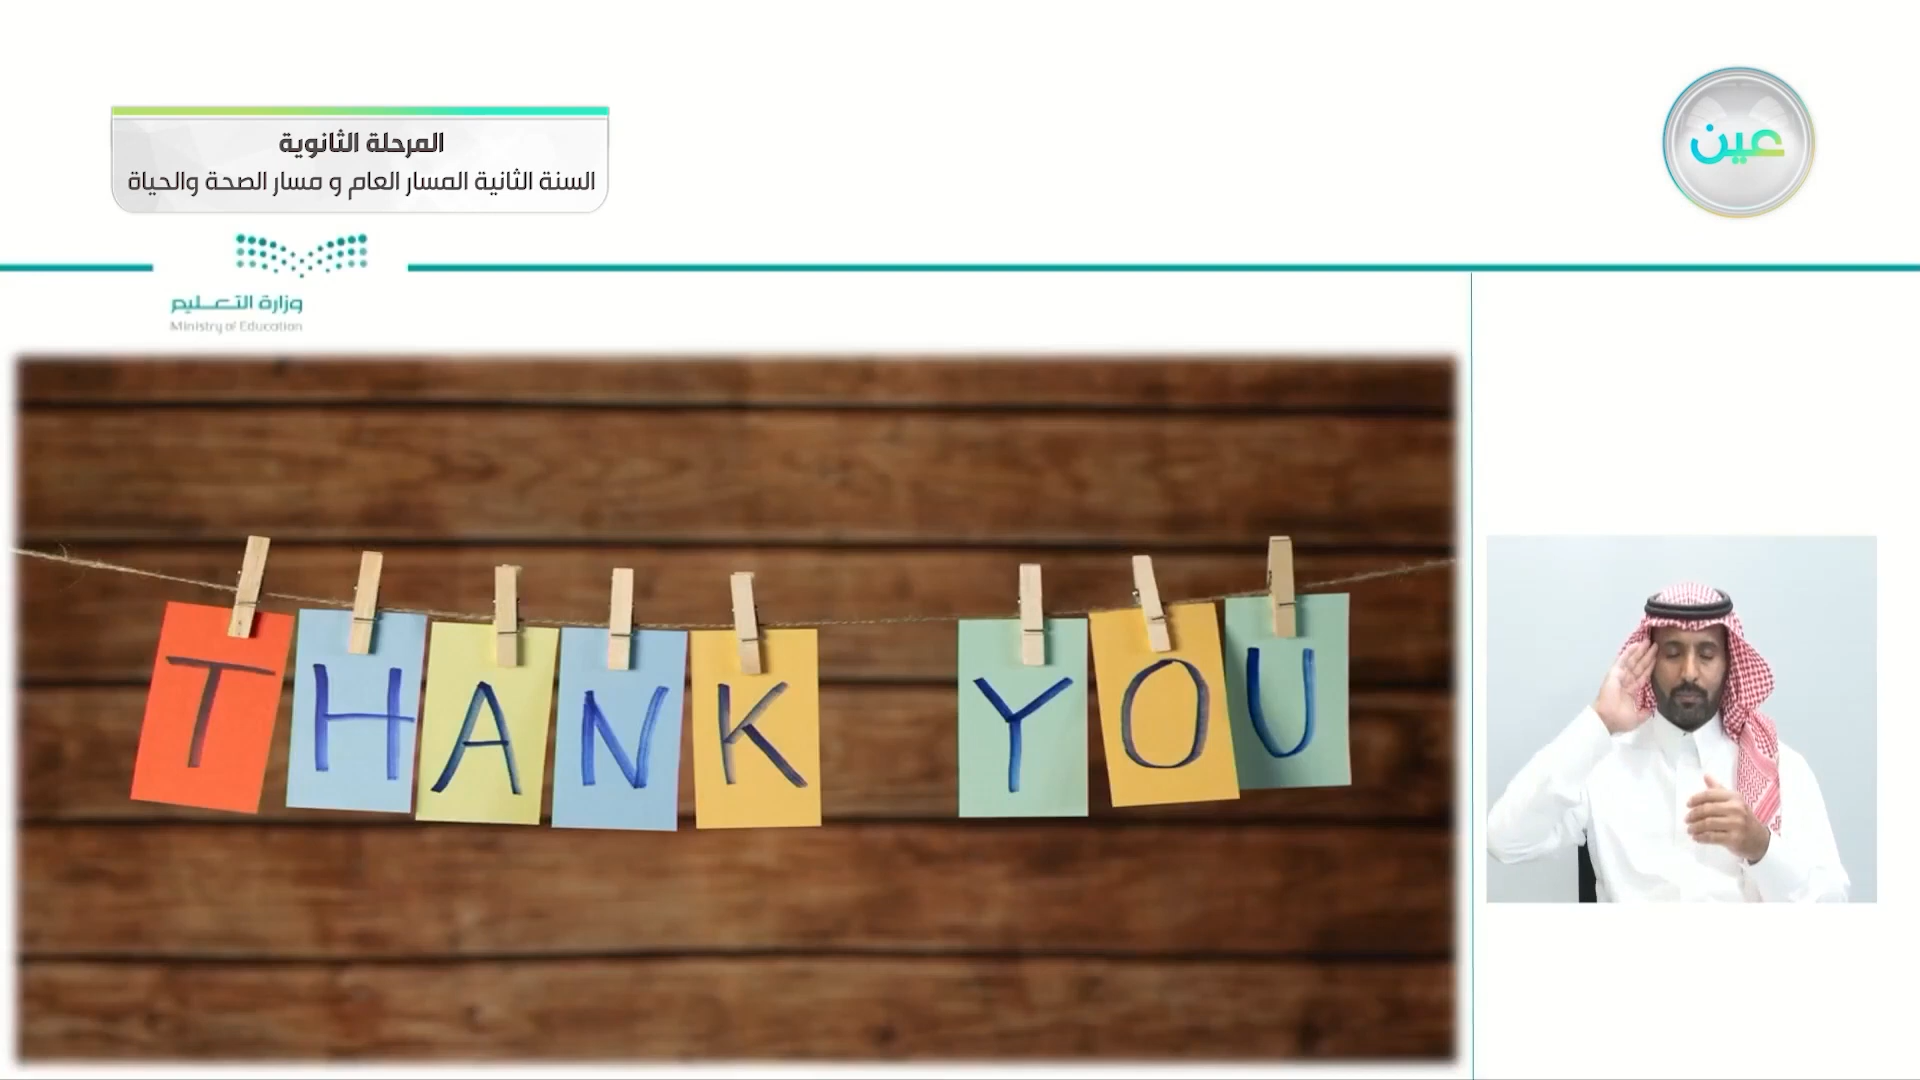 المرحلة الثانوية
السنة الثانية المسار العام و مسار الصحة والحياة
عين
وزارة التعليم
Ministry of Education
THANK YOU